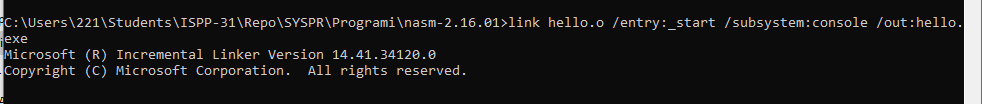 C:\Users\221\Students\ISPP-31\Repo\SYSPR\Programi\nasm-2.16.01>link hello.o /entry:_start /subsystem:console /out:hello.
exe
Microsoft (R) Incremental Linker Version 14.41.34120.0
Copyright (C) Microsoft Corporation.  All rights reserved.